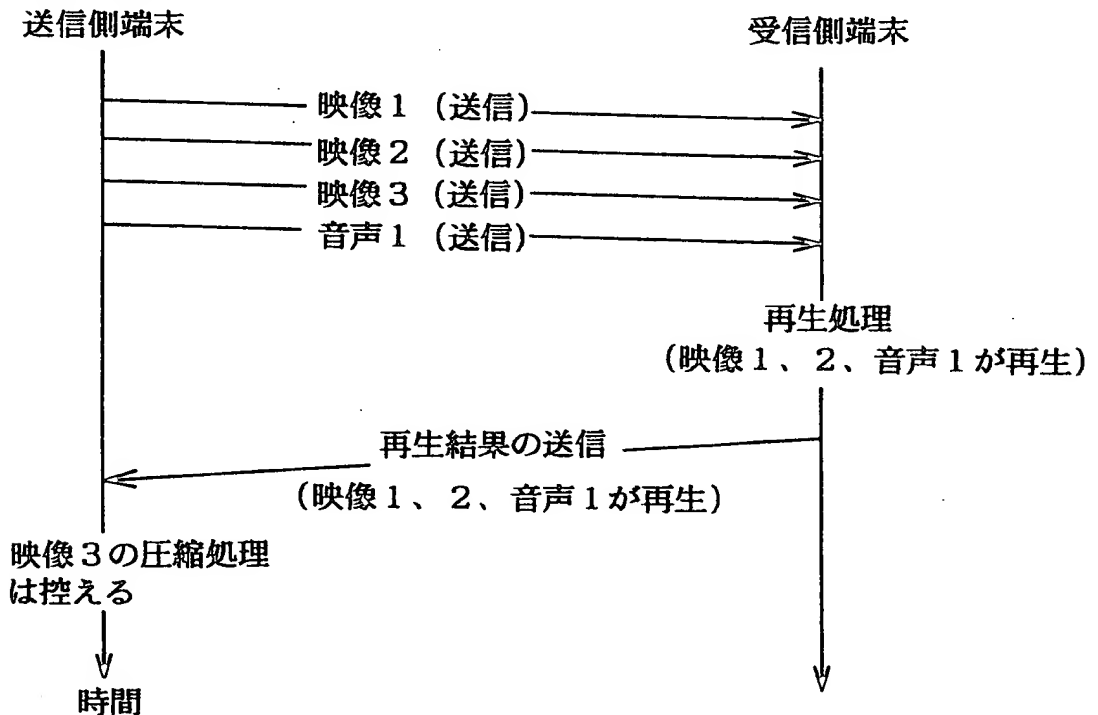 送信側端末
受信側端末
映像1（送信）
映像2（送信）
映像3（送信）
音声1（送信）
再生処理
（映像1、2、音声1が再生）
再生結果の送信
（映像1、2、音声1が再生）
映像3の圧縮処理
は控える
時間